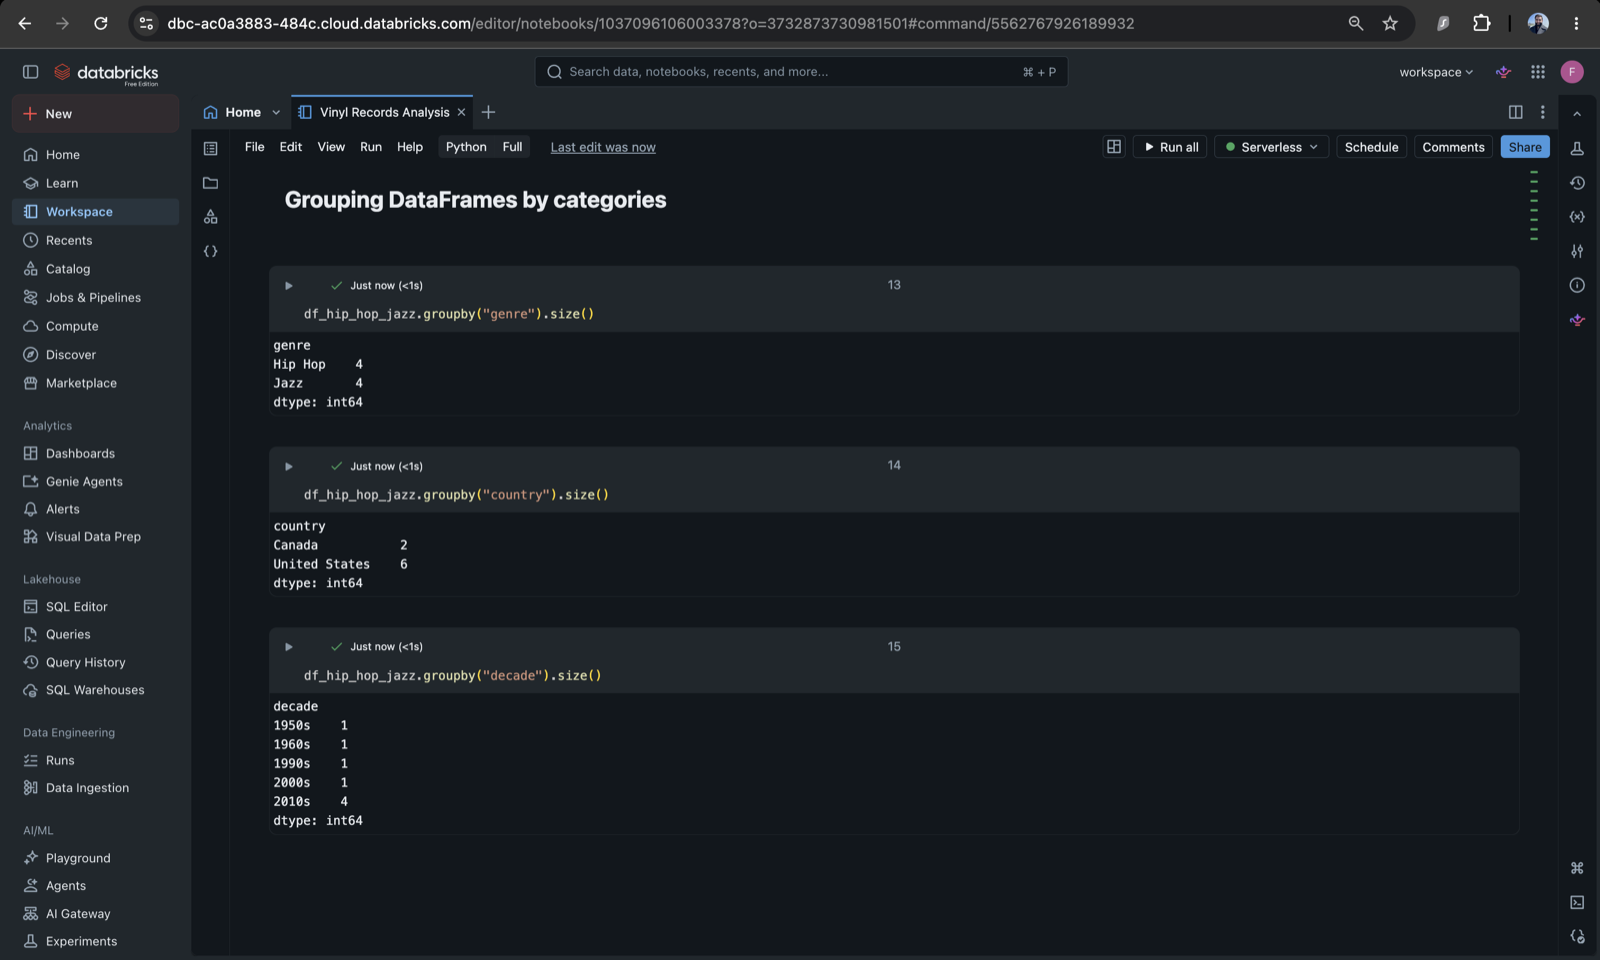 dbc-ac0a3883-484c.cloud.databricks.com/editor/notebooks/1037096106003378?o=3732873730981501#command/5562767926189932
databricks
Free Edition
Search data, notebooks, recents, and more...
⌘ + P
workspace
F
New
Home
Learn
Workspace
Recents
Catalog
Jobs & Pipelines
Compute
Discover
Marketplace
Analytics
Dashboards
Genie Agents
Alerts
Visual Data Prep
Lakehouse
SQL Editor
Queries
Query History
SQL Warehouses
Data Engineering
Runs
Data Ingestion
AI/ML
Playground
Agents
AI Gateway
Experiments
Home
Vinyl Records Analysis
File Edit View Run Help Python Full Last edit was now
Run all Serverless Schedule Comments Share
Grouping DataFrames by categories
Just now (<1s) 13
df_hip_hop_jazz.groupby("genre").size()
genre
Hip Hop    4
Jazz       4
dtype: int64
Just now (<1s) 14
df_hip_hop_jazz.groupby("country").size()
country
Canada           2
United States    6
dtype: int64
Just now (<1s) 15
df_hip_hop_jazz.groupby("decade").size()
decade
1950s    1
1960s    1
1990s    1
2000s    1
2010s    4
dtype: int64